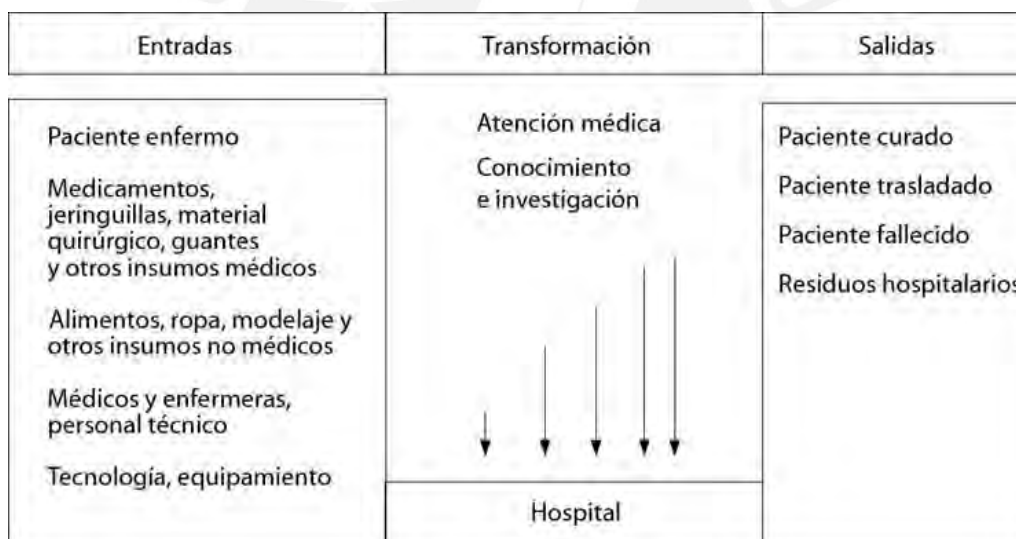 Entradas
Transformación
Salidas
Paciente enfermo
Medicamentos,
jeringuillas, material
quirúrgico, guantes
y otros insumos médicos
Alimentos, ropa, modelaje y
otros insumos no médicos
Médicos y enfermeras,
personal técnico
Tecnología, equipamiento
Atención médica
Conocimiento
e investigación
Hospital
Paciente curado
Paciente trasladado
Paciente fallecido
Residuos hospitalarios